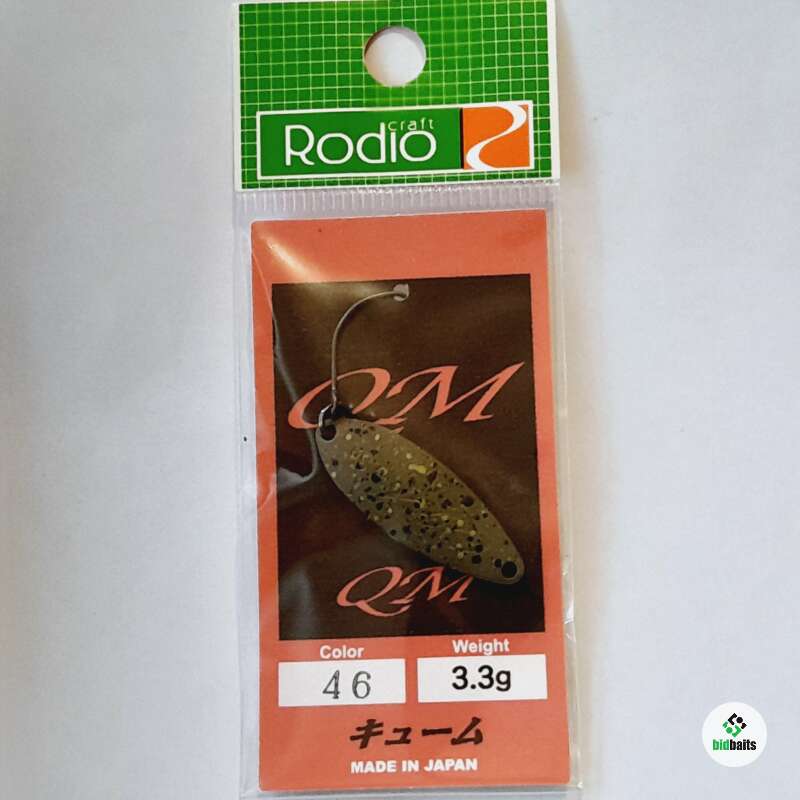 craft
Rodio
QM
QM
Color
Weight
46
3.3g
キューム
MADE IN JAPAN
bidbaits